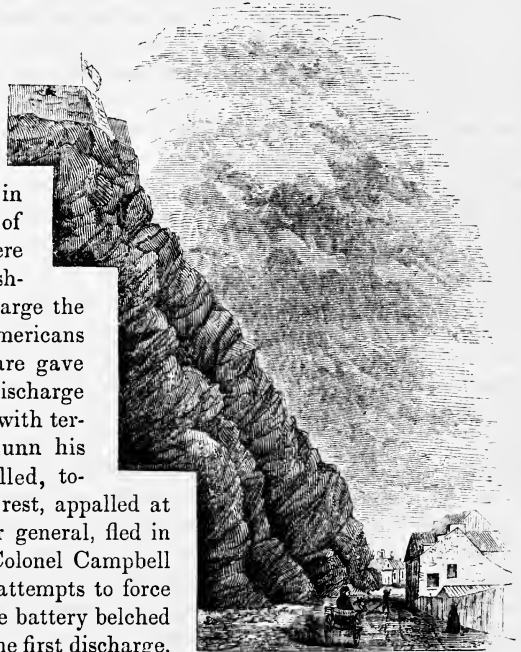 in
of
ere
sh-
arge the
mericans
are gave
ischarge
with ter-
unn his
lled, to-
rest, appalled at
r general, fled in
Colonel Campbell
attempts to force
e battery belched
ne first discharge.